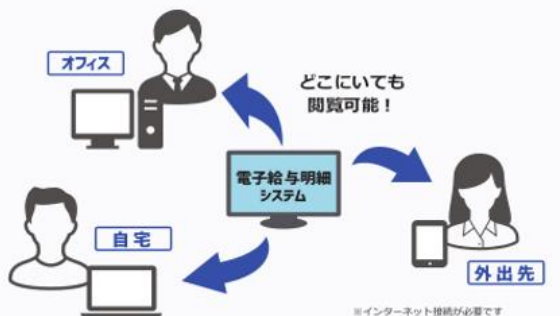 オフィス
どこにいても
閲覧可能！
電子給与明細
システム
自宅
外出先
※インターネット接続が必要です